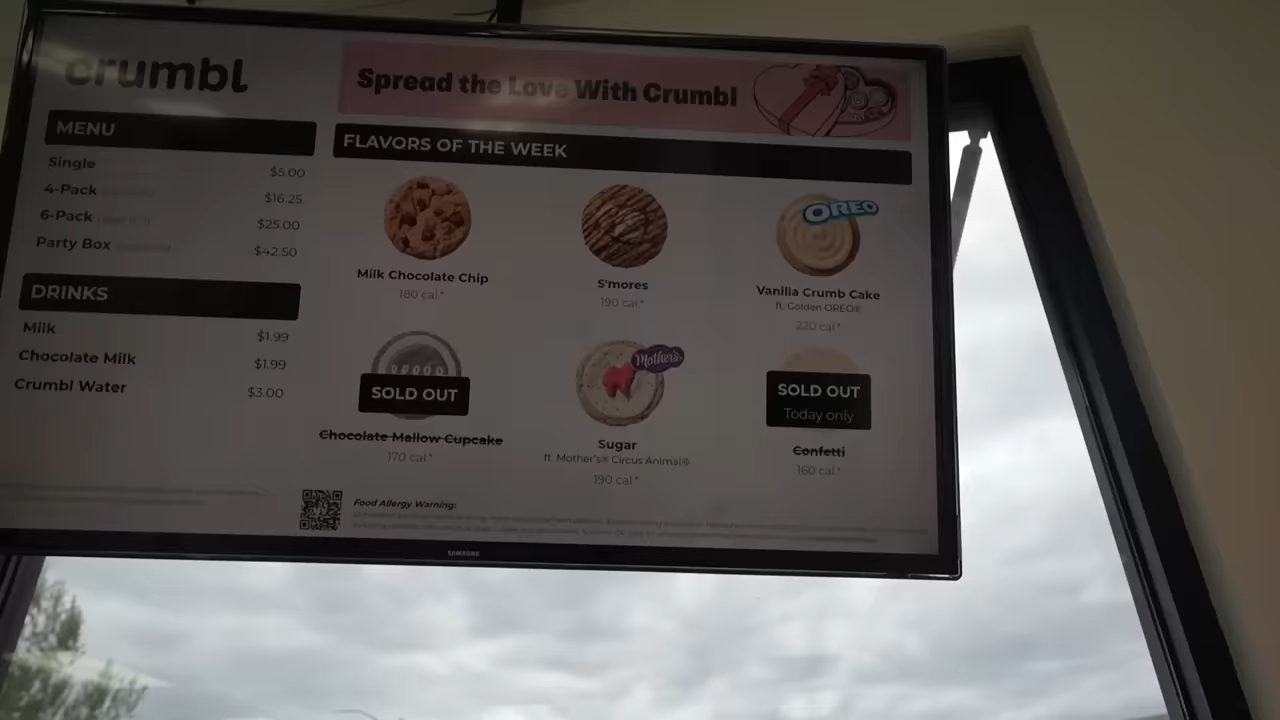 crumbl
Spread the Love With Crumbl
MENU
Single $5.00
4-Pack $16.25
6-Pack $25.00
Party Box $42.50
DRINKS
Milk $1.99
Chocolate Milk $1.99
Crumbl Water $3.00
FLAVORS OF THE WEEK
Milk Chocolate Chip
180 cal*
S'mores
190 cal*
OREO
Vanilla Crumb Cake
ft. Golden OREO®
220 cal*
SOLD OUT
Chocolate Mallow Cupcake
170 cal*
Mother's
Sugar
ft. Mother's® Circus Animal®
190 cal*
SOLD OUT
Today only
Confetti
160 cal*
Food Allergy Warning:
SAMSUNG